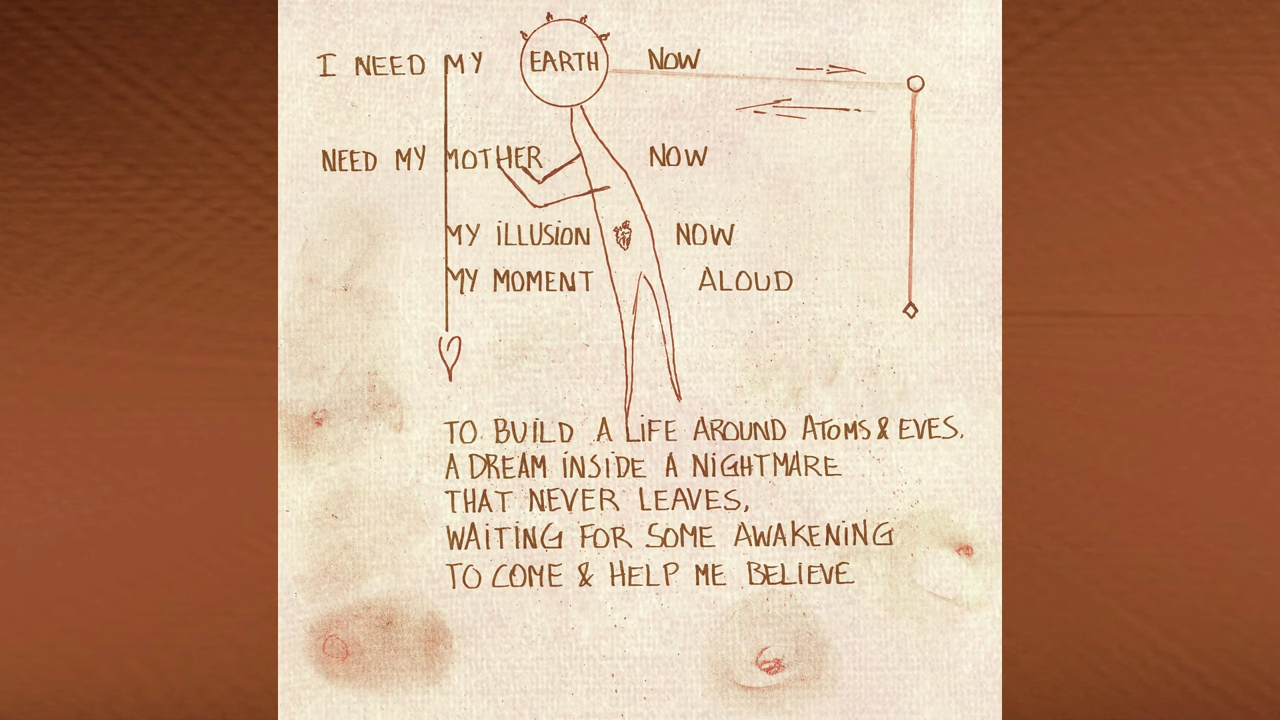 I NEED MY EARTH NOW
NEED MY MOTHER NOW
MY ILLUSION NOW
MY MOMENT ALOUD
TO BUILD A LIFE AROUND ATOMS & EVES.
A DREAM INSIDE A NIGHTMARE
THAT NEVER LEAVES,
WAITING FOR SOME AWAKENING
TO COME & HELP ME BELIEVE